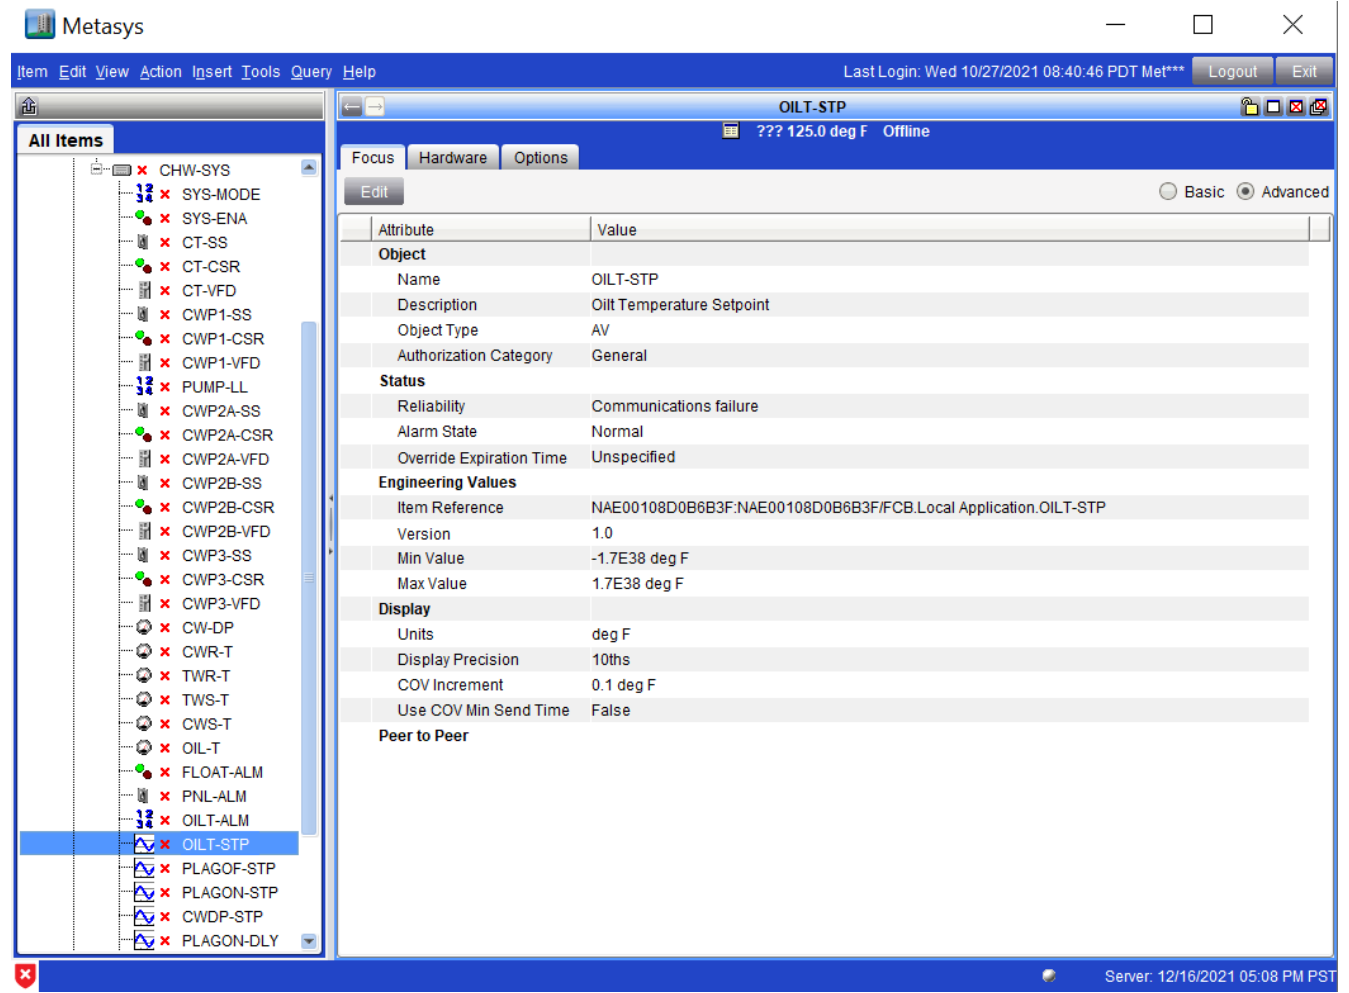 Metasys
Item Edit View Action Insert Tools Query Help
Last Login: Wed 10/27/2021 08:40:46 PDT Met*** Logout Exit
All Items
CHW-SYS
SYS-MODE
SYS-ENA
CT-SS
CT-CSR
CT-VFD
CWP1-SS
CWP1-CSR
CWP1-VFD
PUMP-LL
CWP2A-SS
CWP2A-CSR
CWP2A-VFD
CWP2B-SS
CWP2B-CSR
CWP2B-VFD
CWP3-SS
CWP3-CSR
CWP3-VFD
CW-DP
CWR-T
TWR-T
TWS-T
CWS-T
OIL-T
FLOAT-ALM
PNL-ALM
OILT-ALM
OILT-STP
PLAGOF-STP
PLAGON-STP
CWDP-STP
PLAGON-DLY
OILT-STP
??? 125.0 deg F Offline
Focus Hardware Options
Edit Basic Advanced
Attribute Value
Object
Name OILT-STP
Description Oilt Temperature Setpoint
Object Type AV
Authorization Category General
Status
Reliability Communications failure
Alarm State Normal
Override Expiration Time Unspecified
Engineering Values
Item Reference NAE00108D0B6B3F:NAE00108D0B6B3F/FCB.Local Application.OILT-STP
Version 1.0
Min Value -1.7E38 deg F
Max Value 1.7E38 deg F
Display
Units deg F
Display Precision 10ths
COV Increment 0.1 deg F
Use COV Min Send Time False
Peer to Peer
Server: 12/16/2021 05:08 PM PST